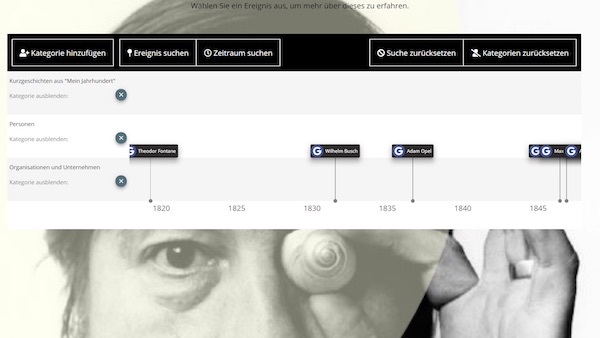 Wählen Sie ein Ereignis aus, um mehr über dieses zu erfahren.
Kategorie hinzufügen Ereignis suchen Zeitraum suchen Suche zurücksetzen Kategorien zurücksetzen
Kurzgeschichten aus "Mein Jahrhundert"
Kategorie ausblenden:
Personen
Kategorie ausblenden:
G Theodor Fontane G Wilhelm Busch G Adam Opel G G Max G
Organisationen und Unternehmen
Kategorie ausblenden:
1820 1825 1830 1835 1840 1845